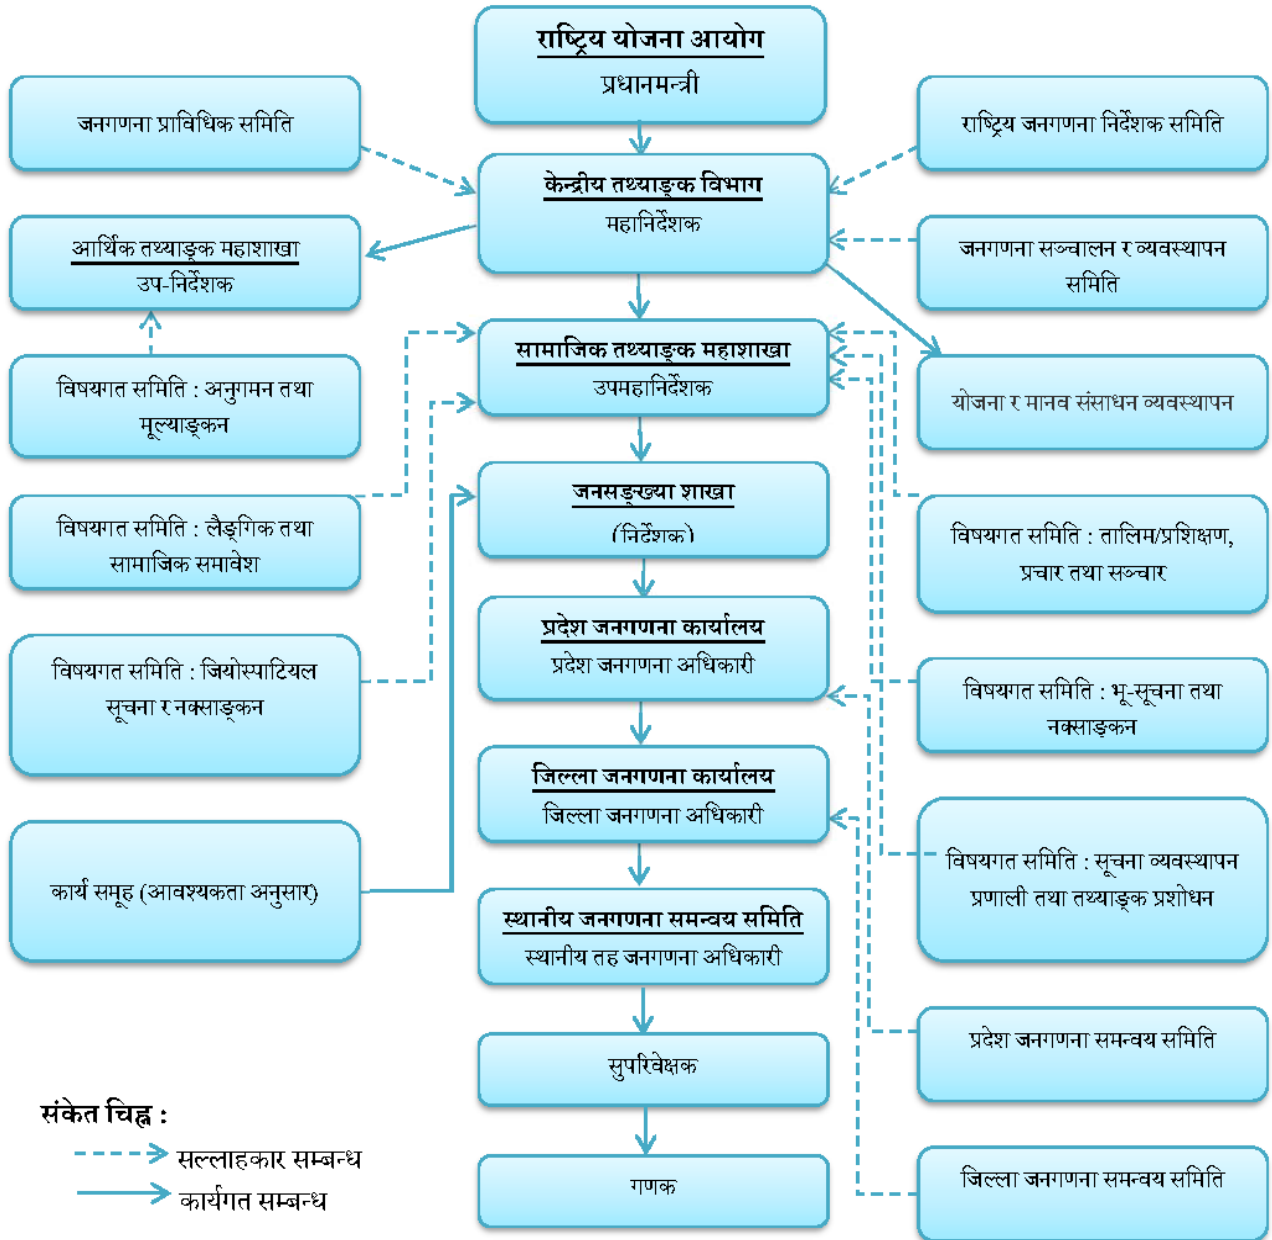 राष्ट्रिय योजना आयोग
प्रधानमन्त्री
जनगणना प्राविधिक समिति
राष्ट्रिय जनगणना निर्देशक समिति
केन्द्रीय तथ्याङ्क विभाग
महानिर्देशक
आर्थिक तथ्याङ्क महाशाखा
उप-निर्देशक
जनगणना सञ्चालन र व्यवस्थापन
समिति
सामाजिक तथ्याङ्क महाशाखा
उपमहानिर्देशक
विषयगत समिति : अनुगमन तथा
मूल्याङ्कन
योजना र मानव संसाधन व्यवस्थापन
जनसङ्ख्या शाखा
(निर्देशक)
विषयगत समिति : लैङ्गिक तथा
सामाजिक समावेश
विषयगत समिति : तालिम/प्रशिक्षण,
प्रचार तथा सञ्चार
प्रदेश जनगणना कार्यालय
प्रदेश जनगणना अधिकारी
विषयगत समिति : जियोस्पाटियल
सूचना र नक्साङ्कन
विषयगत समिति : भू-सूचना तथा
नक्साङ्कन
जिल्ला जनगणना कार्यालय
जिल्ला जनगणना अधिकारी
कार्य समूह (आवश्यकता अनुसार)
विषयगत समिति : सूचना व्यवस्थापन
प्रणाली तथा तथ्याङ्क प्रशोधन
स्थानीय जनगणना समन्वय समिति
स्थानीय तह जनगणना अधिकारी
सुपरिवेक्षक
प्रदेश जनगणना समन्वय समिति
गणक
जिल्ला जनगणना समन्वय समिति
संकेत चिह्न :
सल्लाहकार सम्बन्ध
कार्यगत सम्बन्ध